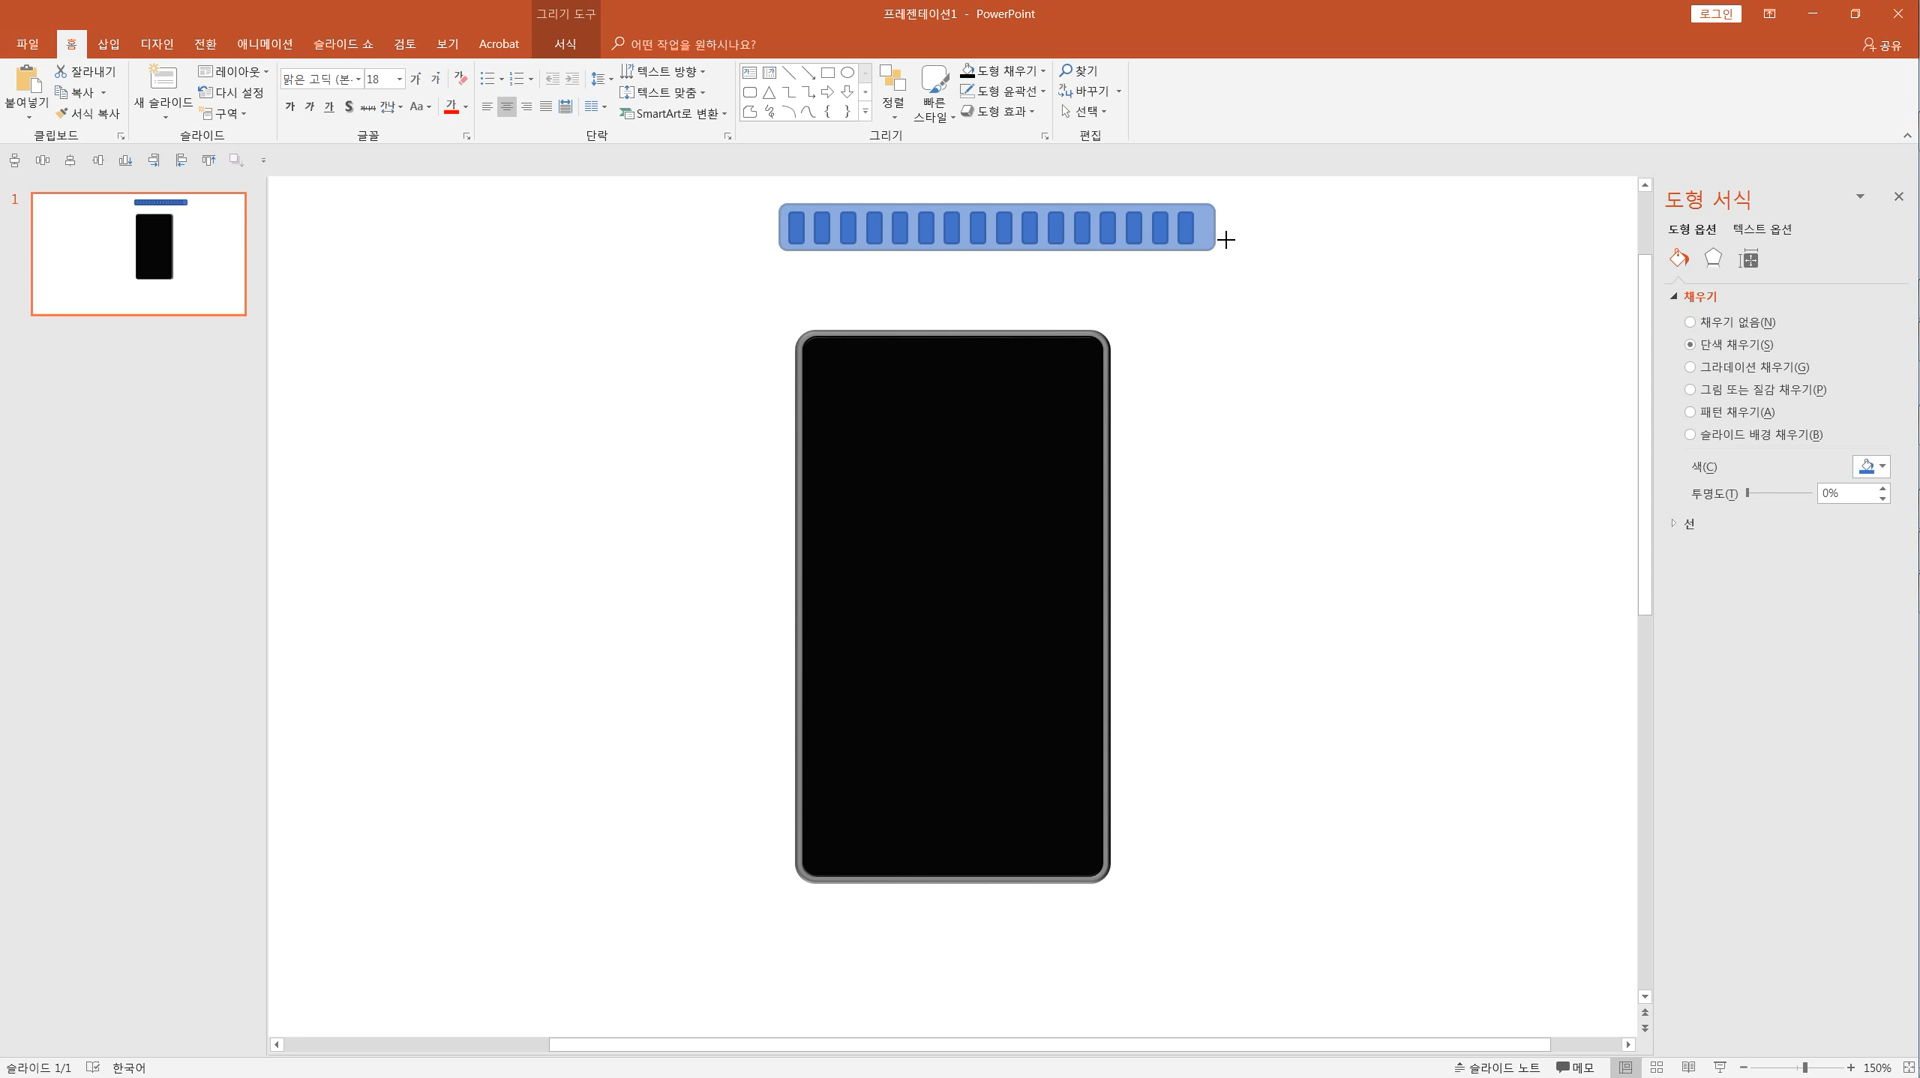 그리기 도구
프레젠테이션1 - PowerPoint
로그인
파일 홈 삽입 디자인 전환 애니메이션 슬라이드 쇼 검토 보기 Acrobat 서식 어떤 작업을 원하시나요? 공유
붙여넣기
잘라내기
복사
서식 복사
클립보드
새 슬라이드
레이아웃
다시 설정
구역
슬라이드
맑은 고딕 (본- 18
가 가 가 S 간나 Aa 가
글꼴
텍스트 방향
텍스트 맞춤
SmartArt로 변환
단락
정렬
빠른
스타일
도형 채우기
도형 윤곽선
도형 효과
그리기
찾기
바꾸기
선택
편집
1
도형 서식
도형 옵션 텍스트 옵션
채우기
채우기 없음(N)
단색 채우기(S)
그라데이션 채우기(G)
그림 또는 질감 채우기(P)
패턴 채우기(A)
슬라이드 배경 채우기(B)
색(C)
투명도(T) 0%
선
슬라이드 1/1 한국어 슬라이드 노트 메모 150%